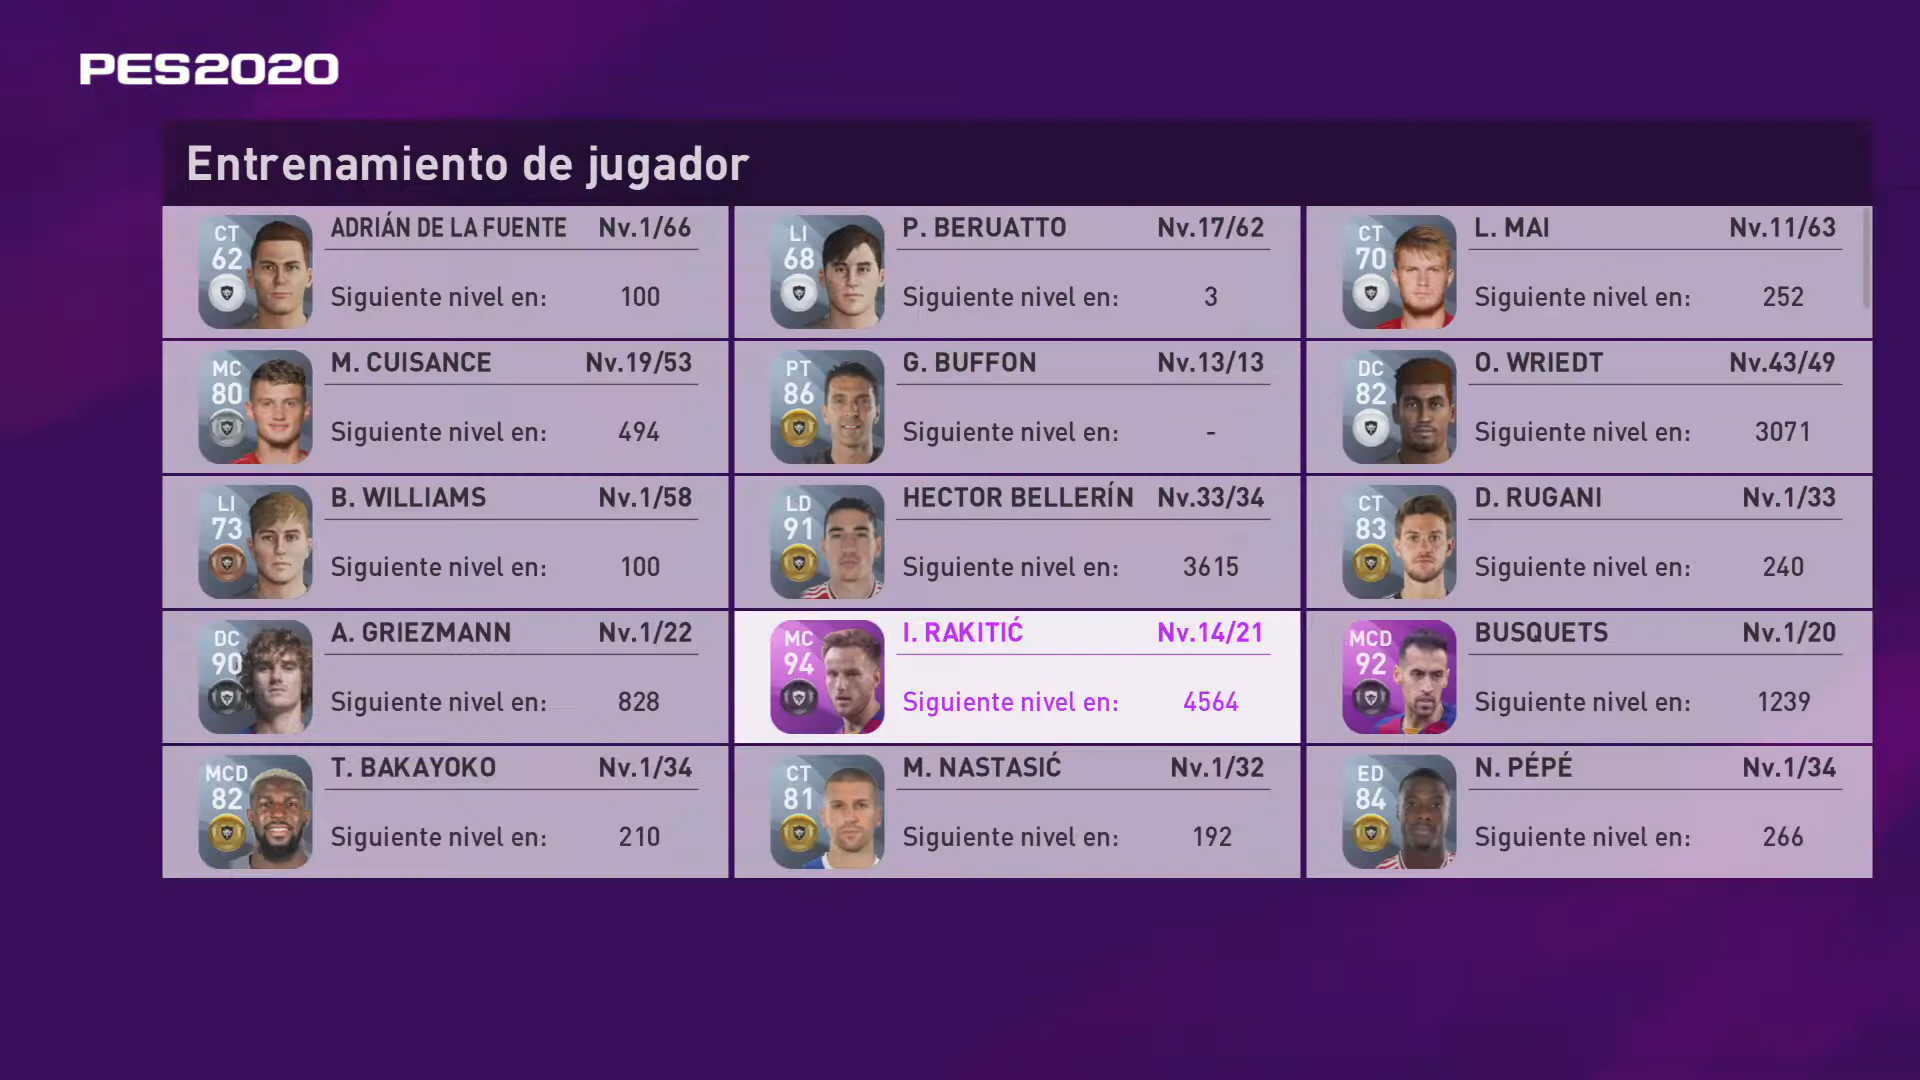 PES2020
Entrenamiento de jugador
CT 62 ADRIÁN DE LA FUENTE Nv.1/66
Siguiente nivel en: 100
LI 68 P. BERUATTO Nv.17/62
Siguiente nivel en: 3
CT 70 L. MAI Nv.11/63
Siguiente nivel en: 252
MC 80 M. CUISANCE Nv.19/53
Siguiente nivel en: 494
PT 86 G. BUFFON Nv.13/13
Siguiente nivel en: -
DC 82 O. WRIEDT Nv.43/49
Siguiente nivel en: 3071
LI 73 B. WILLIAMS Nv.1/58
Siguiente nivel en: 100
LD 91 HECTOR BELLERÍN Nv.33/34
Siguiente nivel en: 3615
CT 83 D. RUGANI Nv.1/33
Siguiente nivel en: 240
DC 90 A. GRIEZMANN Nv.1/22
Siguiente nivel en: 828
MC 94 I. RAKITIĆ Nv.14/21
Siguiente nivel en: 4564
MCD 92 BUSQUETS Nv.1/20
Siguiente nivel en: 1239
MCD 82 T. BAKAYOKO Nv.1/34
Siguiente nivel en: 210
CT 81 M. NASTASIĆ Nv.1/32
Siguiente nivel en: 192
ED 84 N. PÉPÉ Nv.1/34
Siguiente nivel en: 266